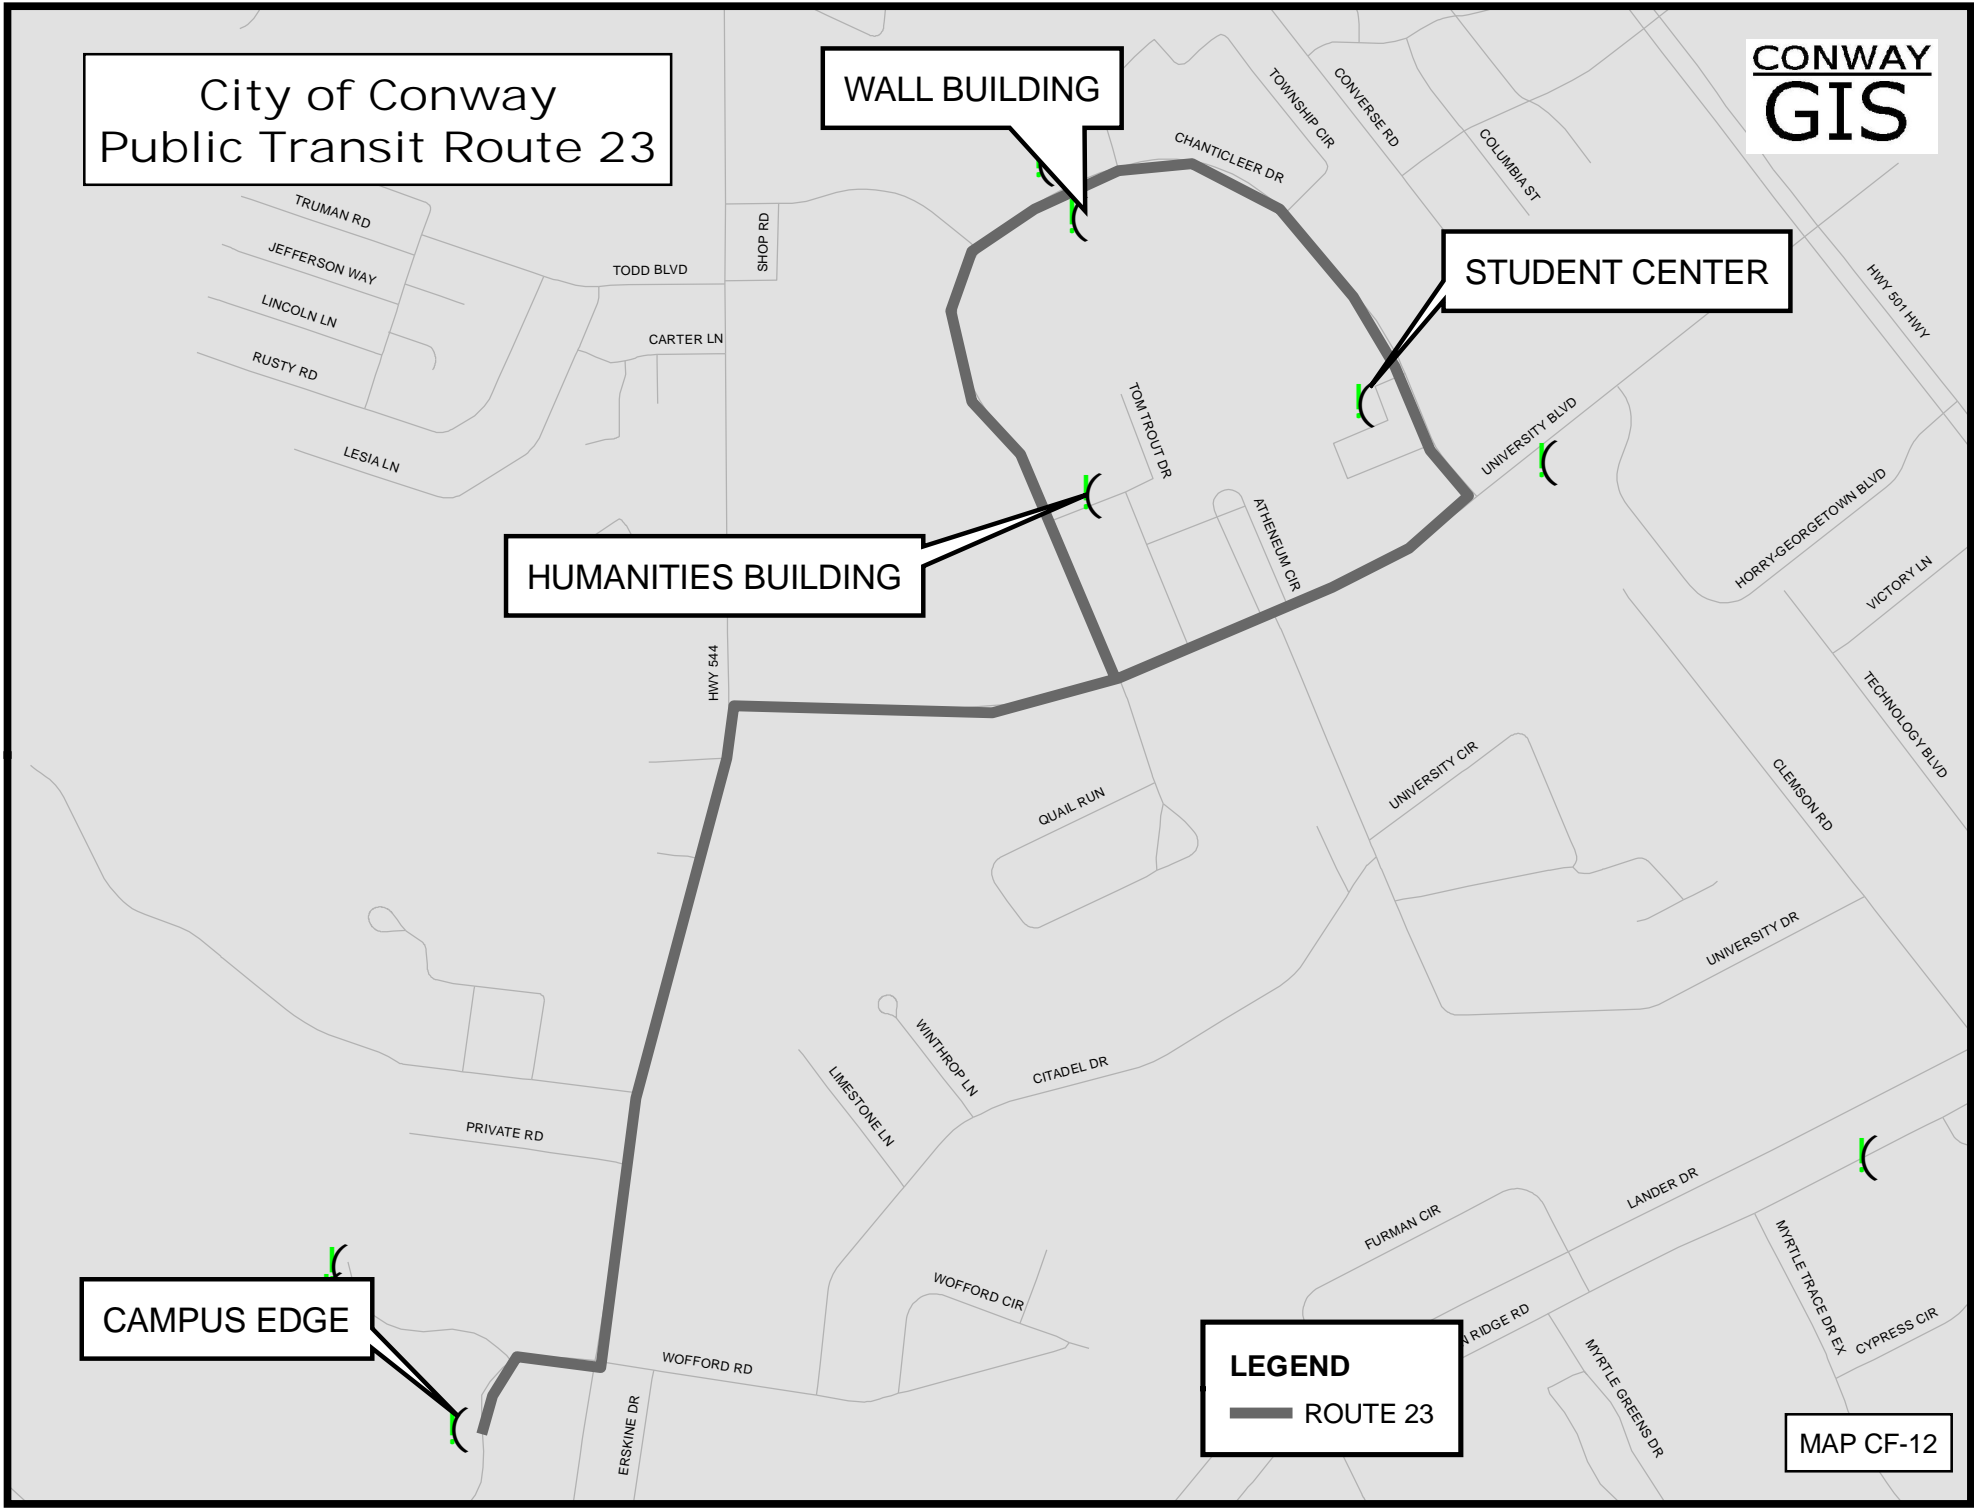 City of Conway
Public Transit Route 23
WALL BUILDING
CONWAY
GIS
TOWNSHIP CIR
CONVERSE RD
CHANTICLEER DR
COLUMBIA ST
TRUMAN RD
JEFFERSON WAY
LINCOLN LN
RUSTY RD
LESIA LN
TODD BLVD
SHOP RD
CARTER LN
STUDENT CENTER
HWY 501 HWY
TOM TROUT DR
UNIVERSITY BLVD
ATHENEUM CIR
HORRY-GEORGETOWN BLVD
VICTORY LN
HUMANITIES BUILDING
HWY 544
TECHNOLOGY BLVD
UNIVERSITY CIR
CLEMSON RD
QUAIL RUN
UNIVERSITY DR
WINTHROP LN
CITADEL DR
LIMESTONE LN
PRIVATE RD
LANDER DR
FURMAN CIR
MYRTLE TRACE DR EX
WOFFORD CIR
CAMPUS EDGE
RIDGE RD
CYPRESS CIR
WOFFORD RD
MYRTLE GREENS DR
ERSKINE DR
LEGEND
ROUTE 23
MAP CF-12